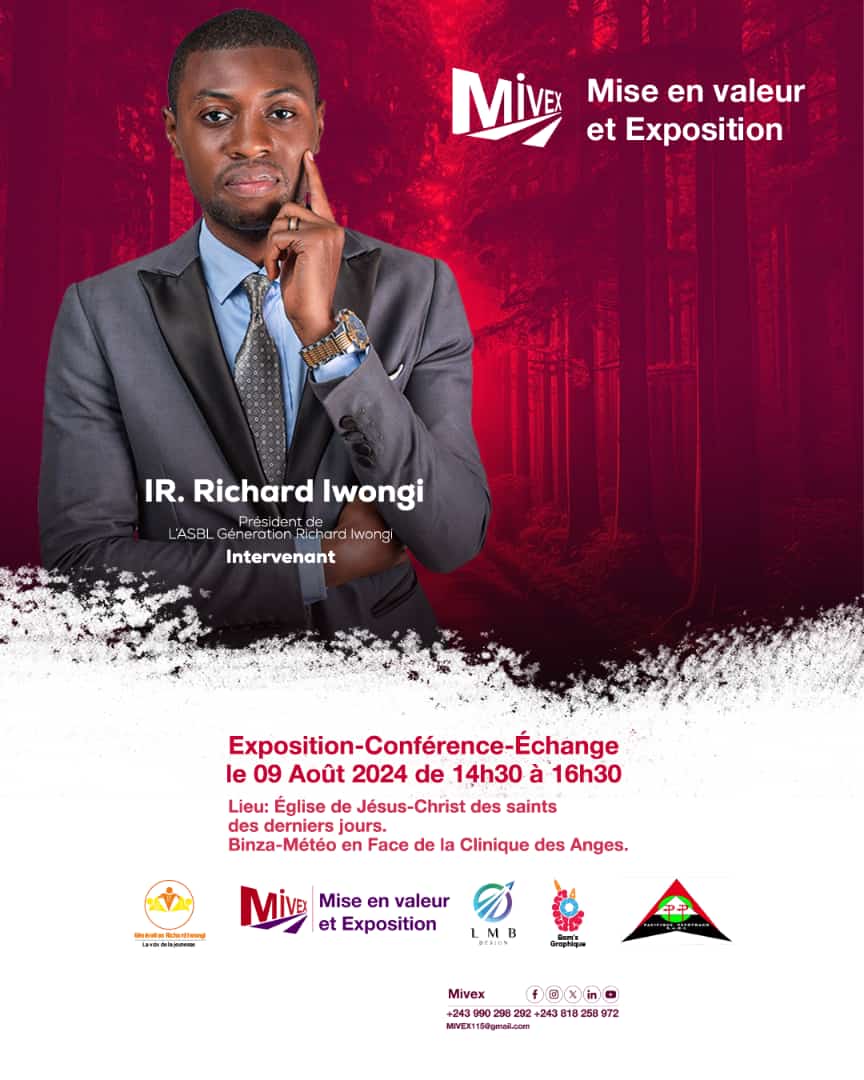 MIVEX
Mise en valeur
et Exposition
IR. Richard Iwongi
Président de
L'ASBL Géneration Richard Iwongi
Intervenant
Exposition-Conférence-Échange
le 09 Août 2024 de 14h30 à 16h30
Lieu: Église de Jésus-Christ des saints
des derniers jours.
Binza-Météo en Face de la Clinique des Anges.
Génération Richard Iwongi
La voix de la jeunesse
MIVEX
Mise en valeur
et Exposition
LMB
DESIGN
Gem's
Graphique
PP
Mivex
+243 990 298 292 +243 818 258 972
MIVEX115@gmail.com